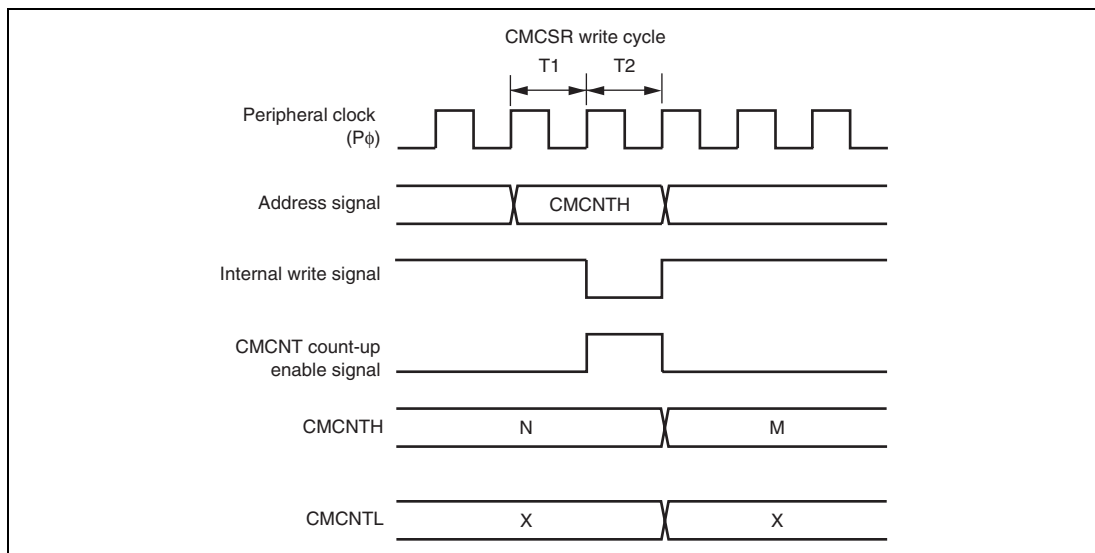 CMCSR write cycle
T1 T2
Peripheral clock
(Pϕ)
Address signal
CMCNTH
Internal write signal
CMCNT count-up
enable signal
CMCNTH
N M
CMCNTL
X X